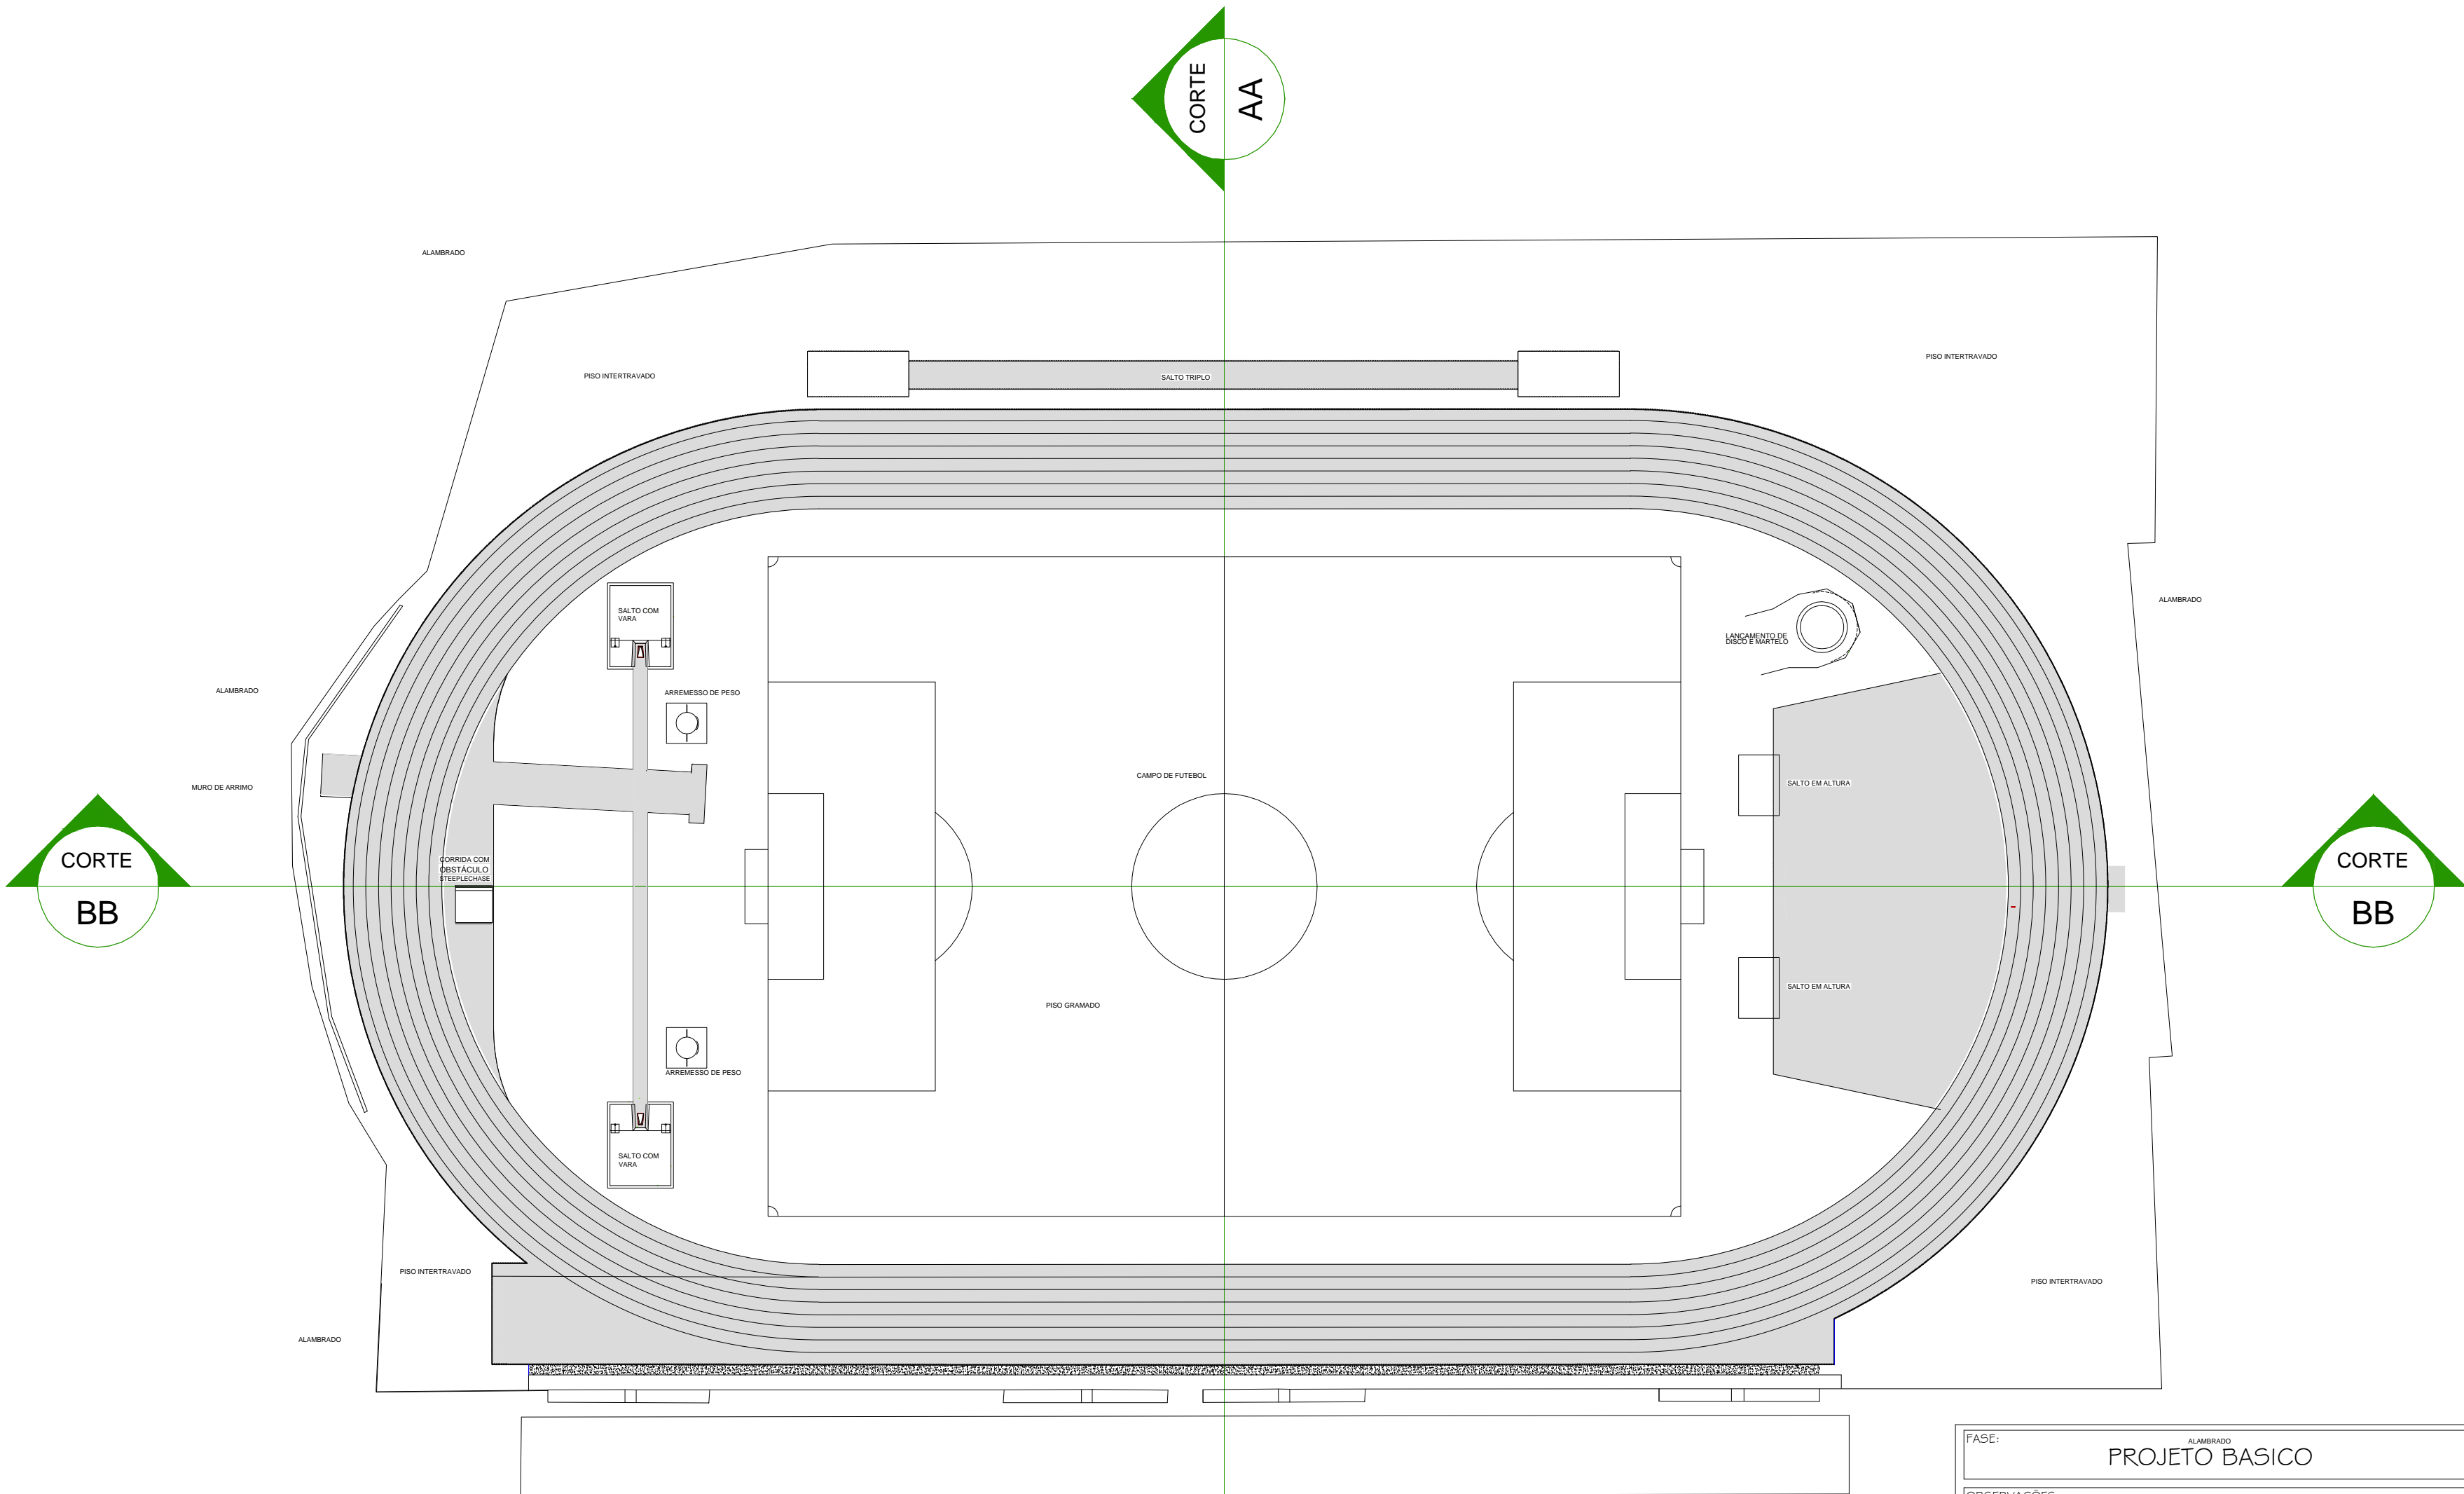 CORTE
AA
ALAMBRADO
PISO INTERTRAVADO
SALTO TRIPLO
PISO INTERTRAVADO
SALTO COM
VARA
LANCAMENTO DE
DISCO E MARTELO
ALAMBRADO
ALAMBRADO
ARREMESSO DE PESO
CAMPO DE FUTEBOL
SALTO EM ALTURA
MURO DE ARRIMO
CORTE
BB
CORRIDA COM
OBSTÁCULO
STEEPLECHASE
CORTE
BB
SALTO EM ALTURA
PISO GRAMADO
ARREMESSO DE PESO
SALTO COM
VARA
PISO INTERTRAVADO
PISO INTERTRAVADO
ALAMBRADO
FASE:
ALAMBRADO
PROJETO BASICO